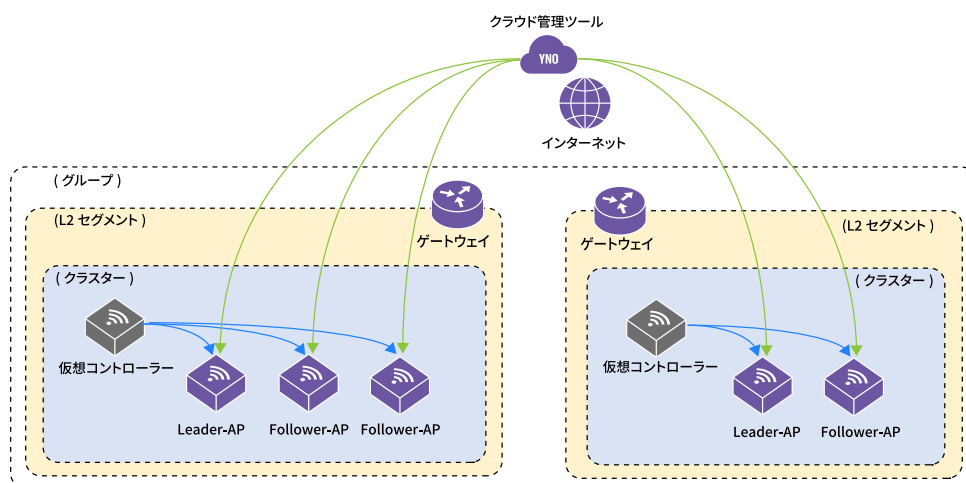 クラウド管理ツール
YNO
インターネット
( グループ )
(L2 セグメント )
ゲートウェイ
( クラスター )
仮想コントローラー
Leader-AP
Follower-AP
Follower-AP
ゲートウェイ
(L2 セグメント )
( クラスター )
仮想コントローラー
Leader-AP
Follower-AP